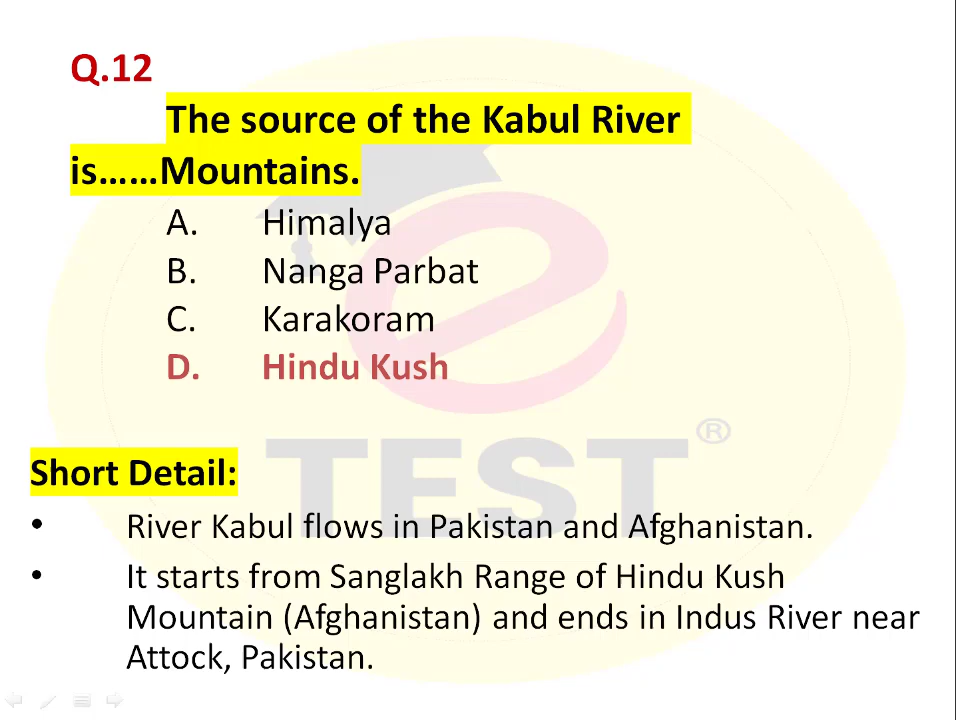 Q.12
The source of the Kabul River
is……Mountains.
A. Himalya
B. Nanga Parbat
C. Karakoram
D. Hindu Kush
e
TEST®
Short Detail:
• River Kabul flows in Pakistan and Afghanistan.
• It starts from Sanglakh Range of Hindu Kush
Mountain (Afghanistan) and ends in Indus River near
Attock, Pakistan.